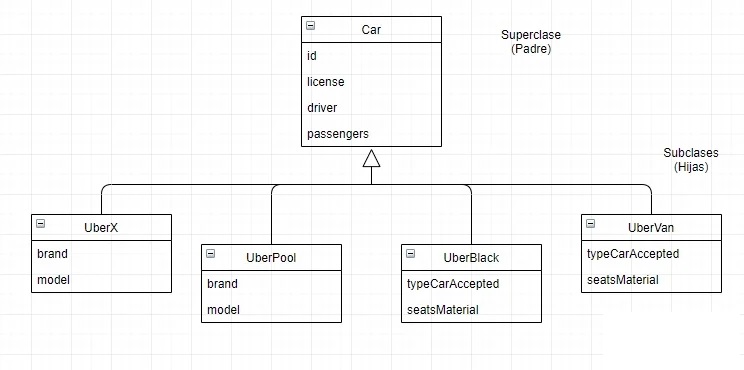 Car
id
license
driver
passengers
Superclase
(Padre)
Subclases
(Hijas)
UberX
brand
model
UberPool
brand
model
UberBlack
typeCarAccepted
seatsMaterial
UberVan
typeCarAccepted
seatsMaterial